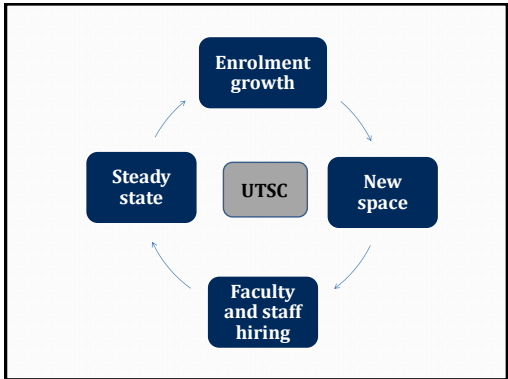 Enrolment
growth
Steady
state
UTSC
New
space
Faculty
and staff
hiring